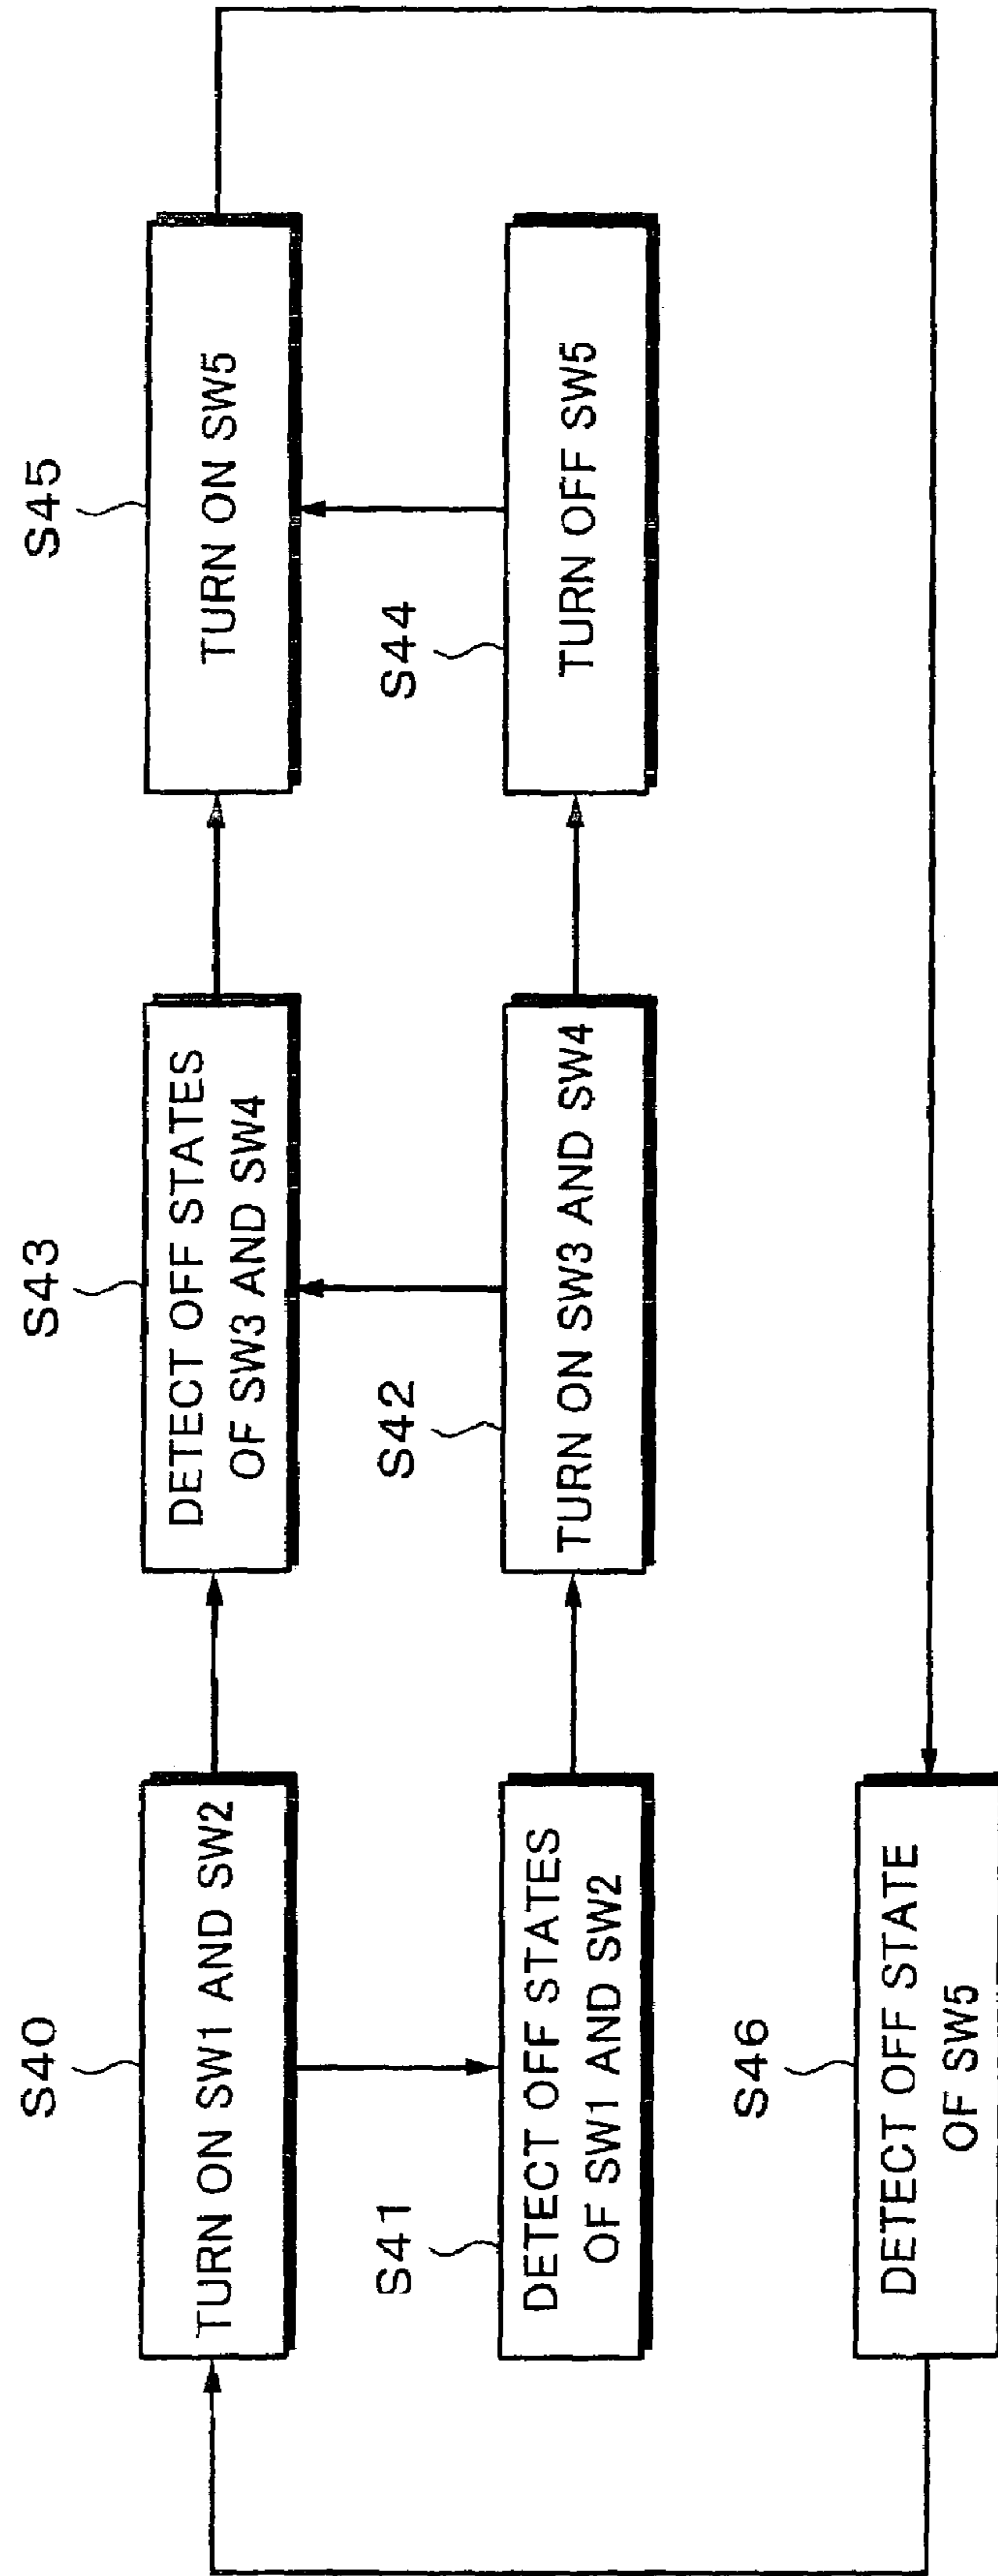 S40
TURN ON SW1 AND SW2
S43
DETECT OFF STATES
OF SW3 AND SW4
S45
TURN ON SW5
S41
DETECT OFF STATES
OF SW1 AND SW2
S42
TURN ON SW3 AND SW4
S44
TURN OFF SW5
S46
DETECT OFF STATE
OF SW5